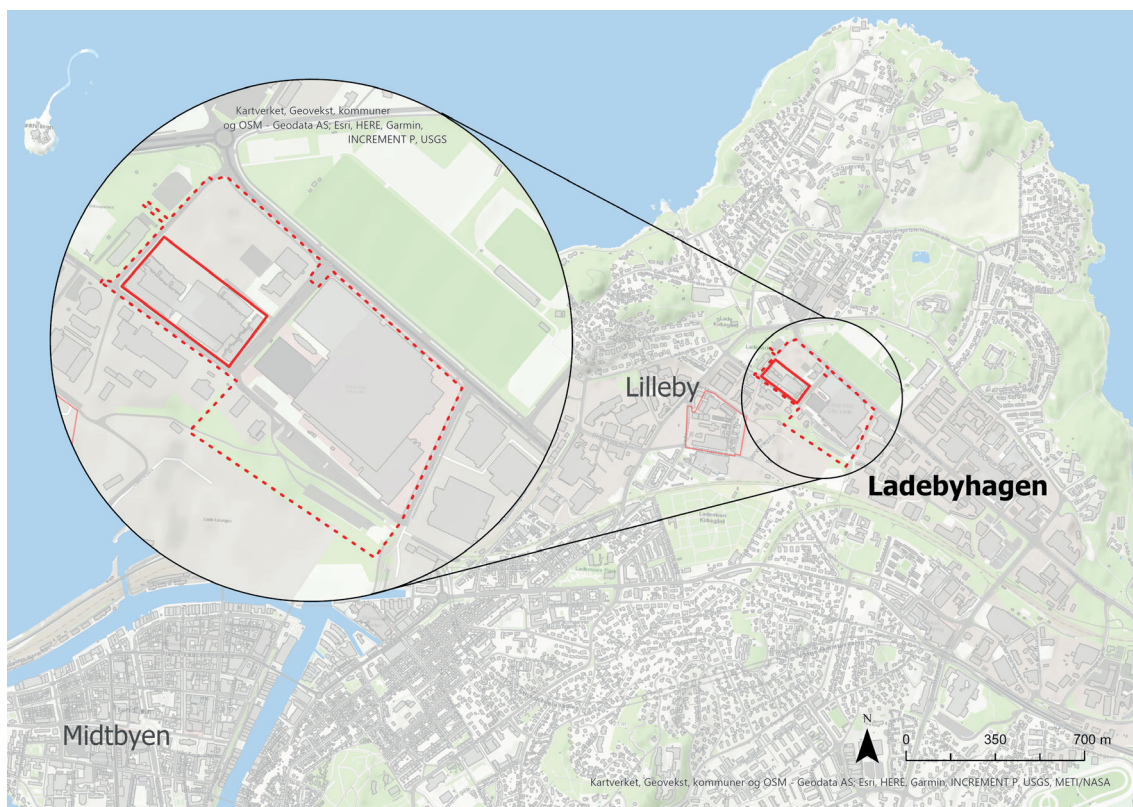 Kartverket, Geovekst, kommuner
og OSM - Geodata AS; Esri, HERE, Garmin,
INCREMENT P, USGS
Lilleby
Ladebyhagen
Midtbyen
N
0 350 700 m
Kartverket, Geovekst, kommuner og OSM - Geodata AS; Esri, HERE, Garmin, INCREMENT P, USGS, METI/NASA